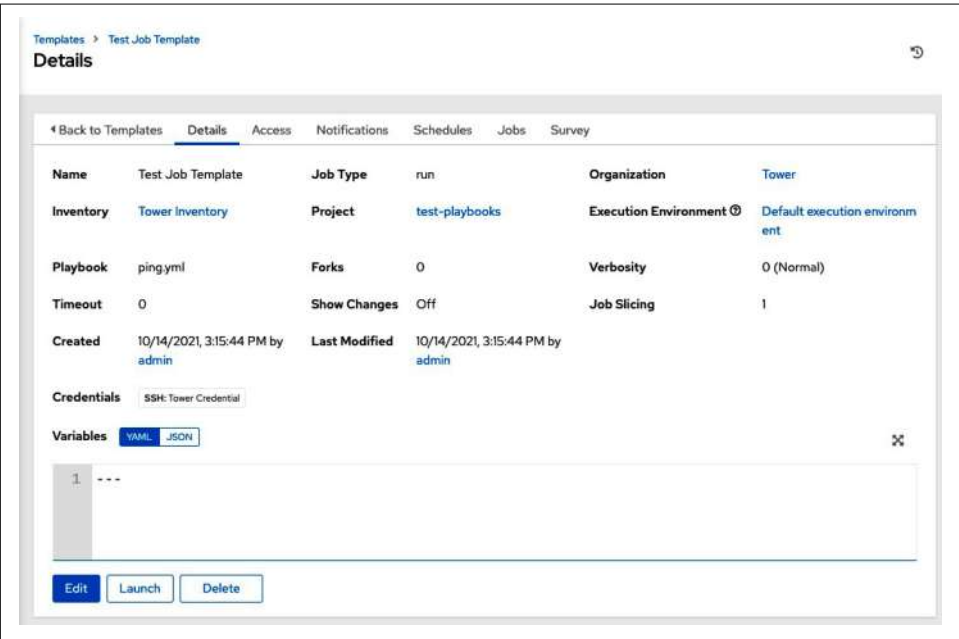 Templates > Test Job Template
Details
Back to Templates Details Access Notifications Schedules Jobs Survey
Name Test Job Template Job Type run Organization Tower
Inventory Tower Inventory Project test-playbooks Execution Environment Default execution environm
ent
Playbook ping.yml Forks 0 Verbosity 0 (Normal)
Timeout 0 Show Changes Off Job Slicing 1
Created 10/14/2021, 3:15:44 PM by Last Modified 10/14/2021, 3:15:44 PM by
admin admin
Credentials SSH: Tower Credential
Variables YAML JSON
1 ---
Edit Launch Delete